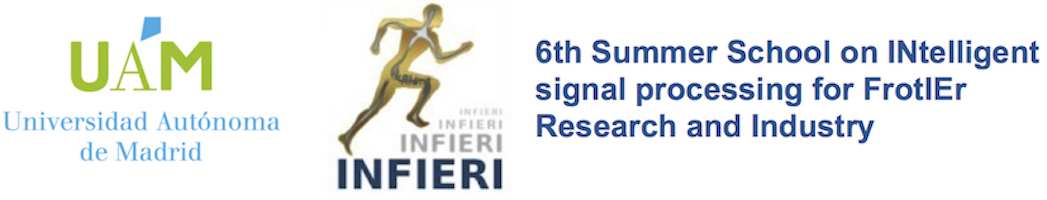 UAM
Universidad Autónoma
de Madrid
INFIERI
INFIERI
INFIERI
INFIERI
6th Summer School on INtelligent
signal processing for FrotIEr
Research and Industry